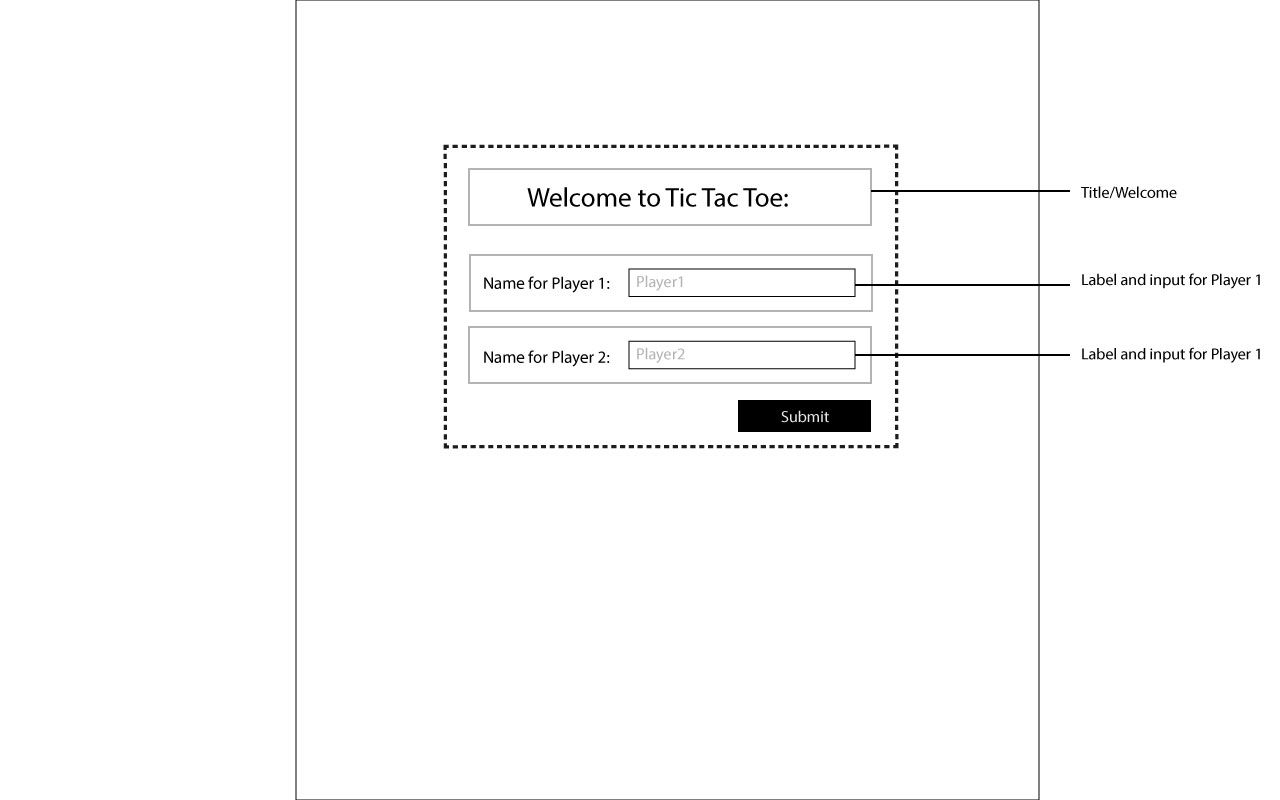 Welcome to Tic Tac Toe:
Title/Welcome
Name for Player 1:
Player1
Label and input for Player 1
Name for Player 2:
Player2
Label and input for Player 1
Submit